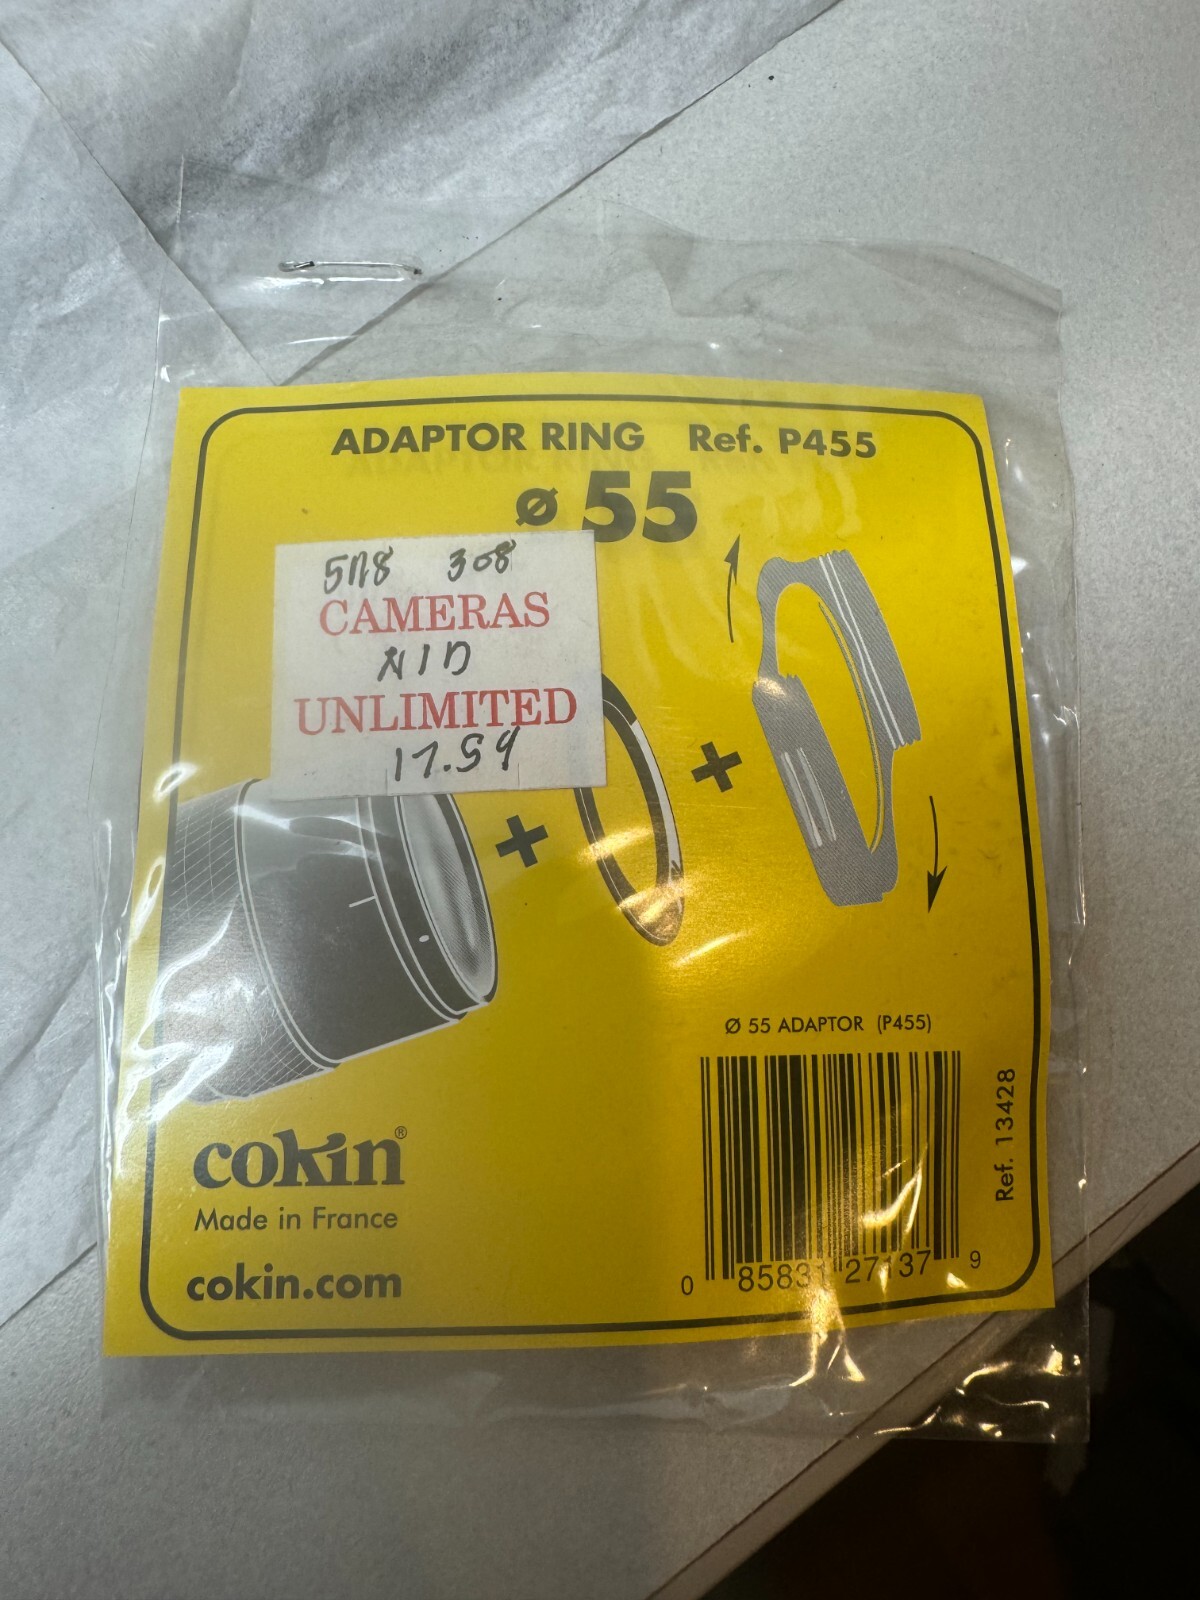 ADAPTOR RING Ref. P455
ø 55
5118 308
CAMERAS
NID
UNLIMITED
17.59
+
+
Ø 55 ADAPTOR (P455)
Ref. 13428
0 85831 27137 9
cokin®
Made in France
cokin.com